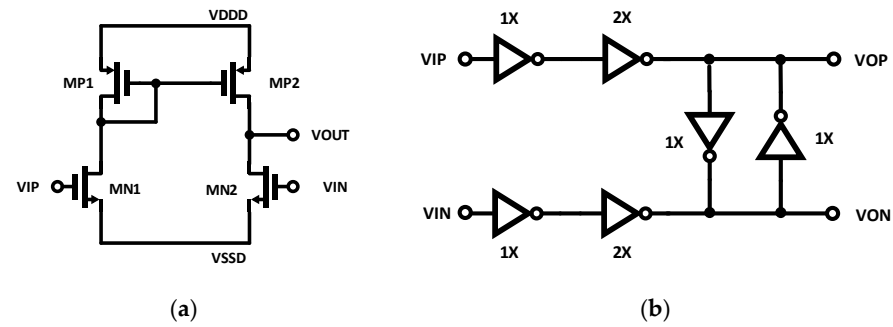 VDDD
MP1
MP2
VOUT
VIP
MN1
MN2
VIN
VSSD
(a)
1X
2X
VIP
VOP
1X
1X
VIN
VON
1X
2X
(b)